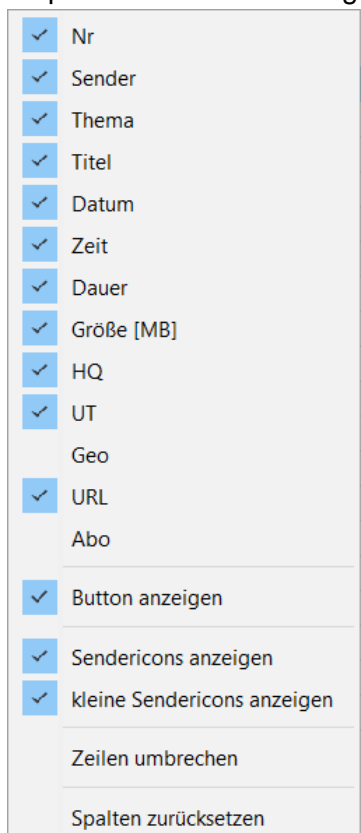 Nr
Sender
Thema
Titel
Datum
Zeit
Dauer
Größe [MB]
HQ
UT
Geo
URL
Abo
Button anzeigen
Sendericons anzeigen
kleine Sendericons anzeigen
Zeilen umbrechen
Spalten zurücksetzen